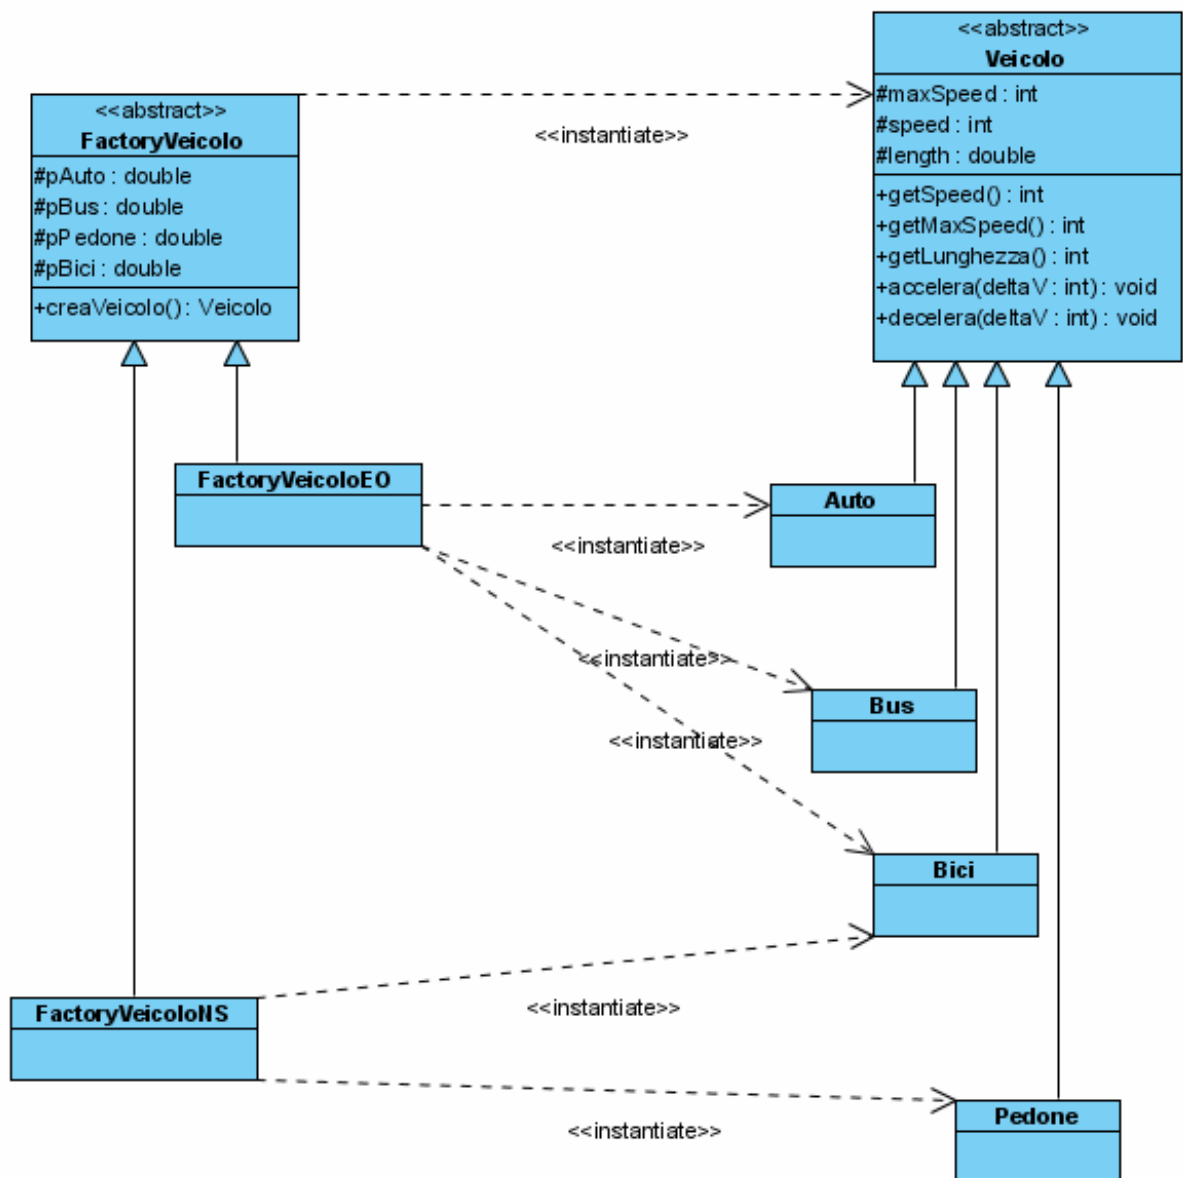 <<abstract>>
Veicolo
#maxSpeed : int
#speed : int
#length : double
+getSpeed() : int
+getMaxSpeed() : int
+getLunghezza() : int
+accelera(deltaV : int) : void
+decelera(deltaV : int) : void
<<abstract>>
FactoryVeicolo
#pAuto : double
#pBus : double
#pPedone : double
#pBici : double
+creaVeicolo() : Veicolo
<<instantiate>>
FactoryVeicoloEO
Auto
<<instantiate>>
<<instantiate>>
Bus
<<instantiate>>
Bici
FactoryVeicoloNS
<<instantiate>>
Pedone
<<instantiate>>